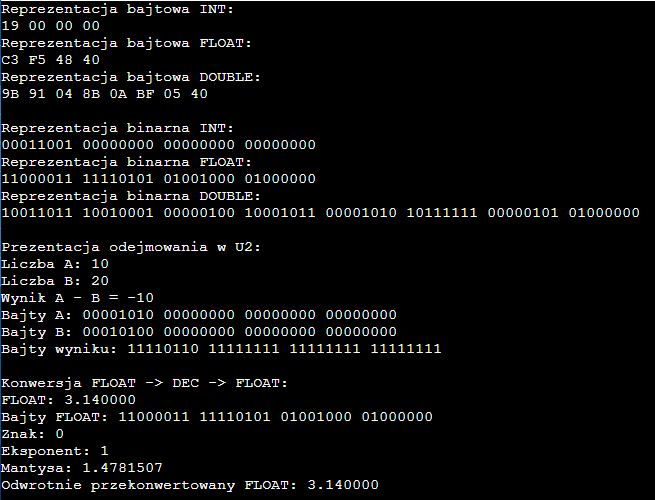 Reprezentacja bajtowa INT:
19 00 00 00
Reprezentacja bajtowa FLOAT:
C3 F5 48 40
Reprezentacja bajtowa DOUBLE:
9B 91 04 8B 0A BF 05 40
Reprezentacja binarna INT:
00011001 00000000 00000000 00000000
Reprezentacja binarna FLOAT:
11000011 11110101 01001000 01000000
Reprezentacja binarna DOUBLE:
10011011 10010001 00000100 10001011 00001010 10111111 00000101 01000000
Prezentacja odejmowania w U2:
Liczba A: 10
Liczba B: 20
Wynik A - B = -10
Bajty A: 00001010 00000000 00000000 00000000
Bajty B: 00010100 00000000 00000000 00000000
Bajty wyniku: 11110110 11111111 11111111 11111111
Konwersja FLOAT -> DEC -> FLOAT:
FLOAT: 3.140000
Bajty FLOAT: 11000011 11110101 01001000 01000000
Znak: 0
Eksponent: 1
Mantysa: 1.4781507
Odwrotnie przekonwertowany FLOAT: 3.140000